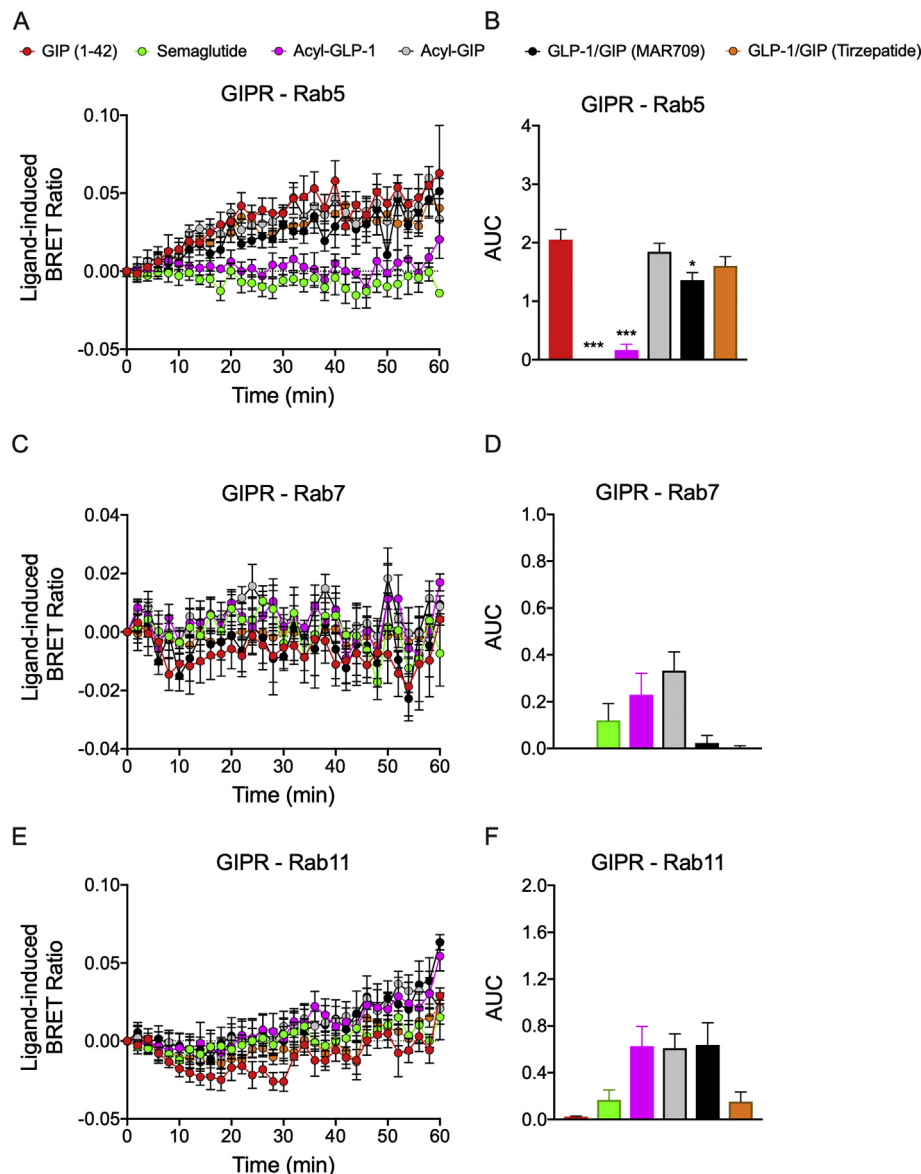 A
B
GIP (1-42) Semaglutide Acyl-GLP-1 Acyl-GIP GLP-1/GIP (MAR709) GLP-1/GIP (Tirzepatide)
GIPR - Rab5
0.10
0.05
0.00
-0.05
Ligand-induced
BRET Ratio
0 10 20 30 40 50 60
Time (min)
GIPR - Rab5
4
3
2
1
0
AUC
***
***
*
C
D
GIPR - Rab7
0.04
0.02
0.00
-0.02
-0.04
Ligand-induced
BRET Ratio
0 10 20 30 40 50 60
Time (min)
GIPR - Rab7
1.0
0.8
0.6
0.4
0.2
0.0
AUC
E
F
GIPR - Rab11
0.10
0.05
0.00
-0.05
Ligand-induced
BRET Ratio
0 10 20 30 40 50 60
Time (min)
GIPR - Rab11
2.0
1.6
1.2
0.8
0.4
0.0
AUC